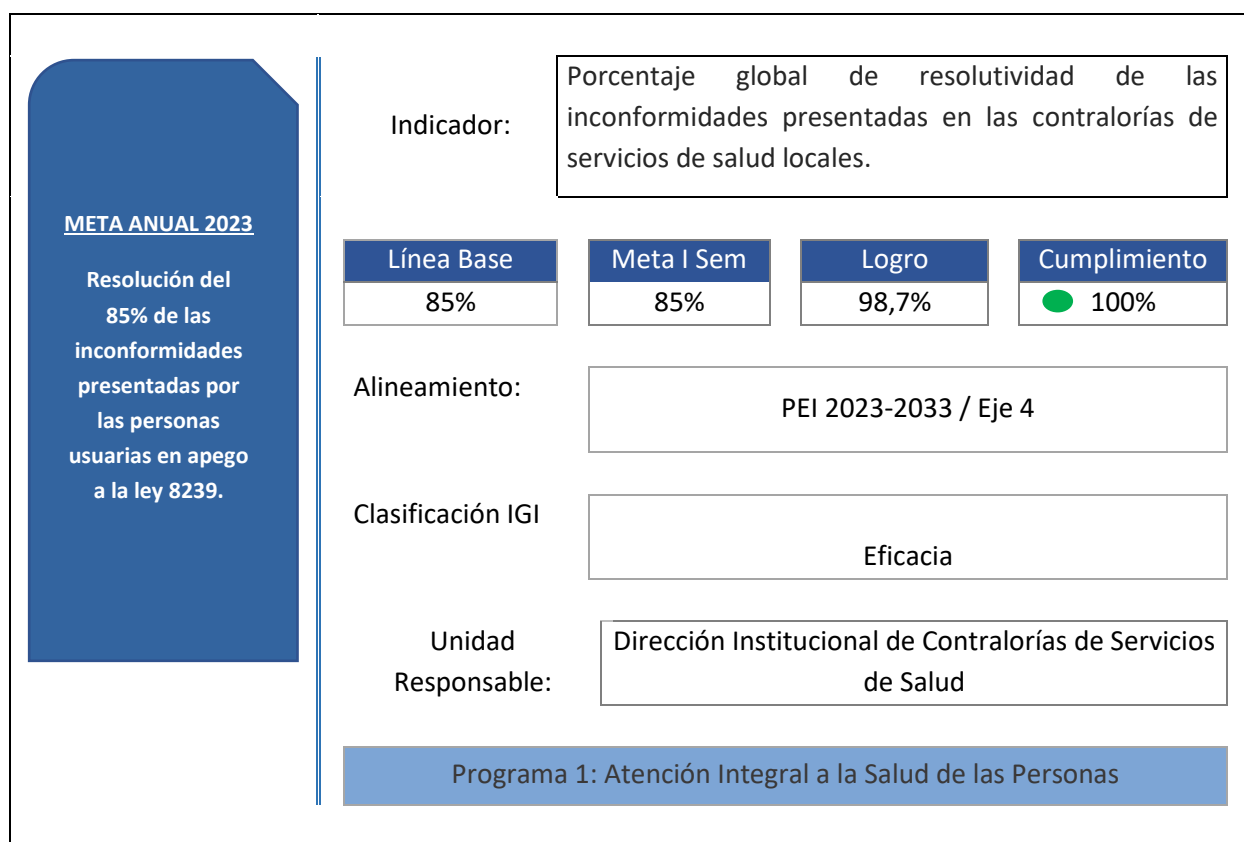 META ANUAL 2023
Resolución del
85% de las
inconformidades
presentadas por
las personas
usuarias en apego
a la ley 8239.
Indicador:
Porcentaje global de resolutividad de las
inconformidades presentadas en las contralorías de
servicios de salud locales.
Línea Base Meta I Sem Logro Cumplimiento
85% 85% 98,7% 100%
Alineamiento:
PEI 2023-2033 / Eje 4
Clasificación IGI
Eficacia
Unidad
Responsable:
Dirección Institucional de Contralorías de Servicios
de Salud
Programa 1: Atención Integral a la Salud de las Personas